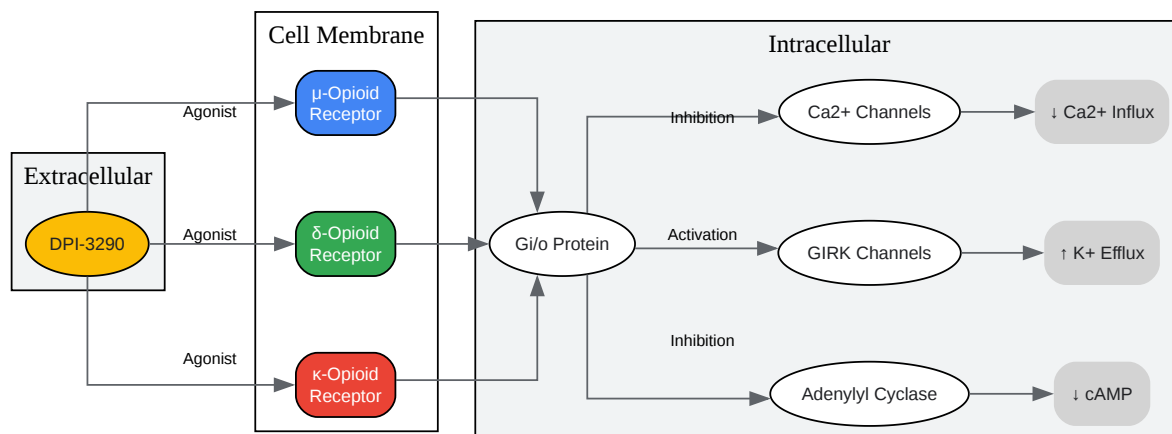 Cell Membrane
Intracellular
Extracellular
DPI-3290
Agonist
Agonist
Agonist
μ-Opioid
Receptor
δ-Opioid
Receptor
κ-Opioid
Receptor
Gi/o Protein
Inhibition
Activation
Inhibition
Ca2+ Channels
GIRK Channels
Adenylyl Cyclase
↓ Ca2+ Influx
↑ K+ Efflux
↓ cAMP